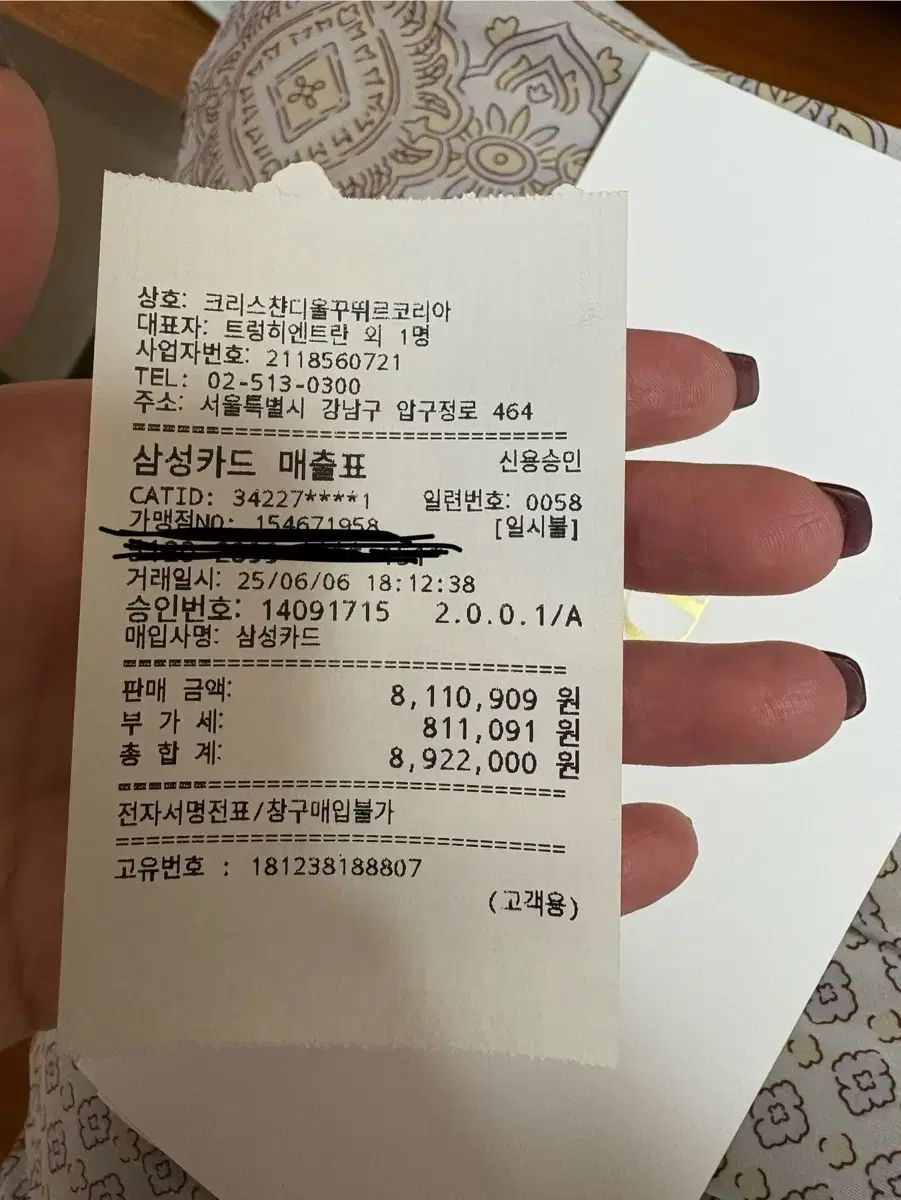 상호: 크리스챤디올꾸뛰르코리아
대표자: 트렁히엔트란 외 1명
사업자번호: 2118560721
TEL: 02-513-0300
주소: 서울특별시 강남구 압구정로 464
삼성카드 매출표 신용승인
CATID: 34227****1 일련번호: 0058
가맹점NO: 154671958 [일시불]
거래일시: 25/06/06 18:12:38
승인번호: 14091715 2.0.0.1/A
매입사명: 삼성카드
판매 금액: 8,110,909 원
부 가 세: 811,091 원
총 합 계: 8,922,000 원
전자서명전표/창구매입불가
고유번호 : 181238188807
(고객용)